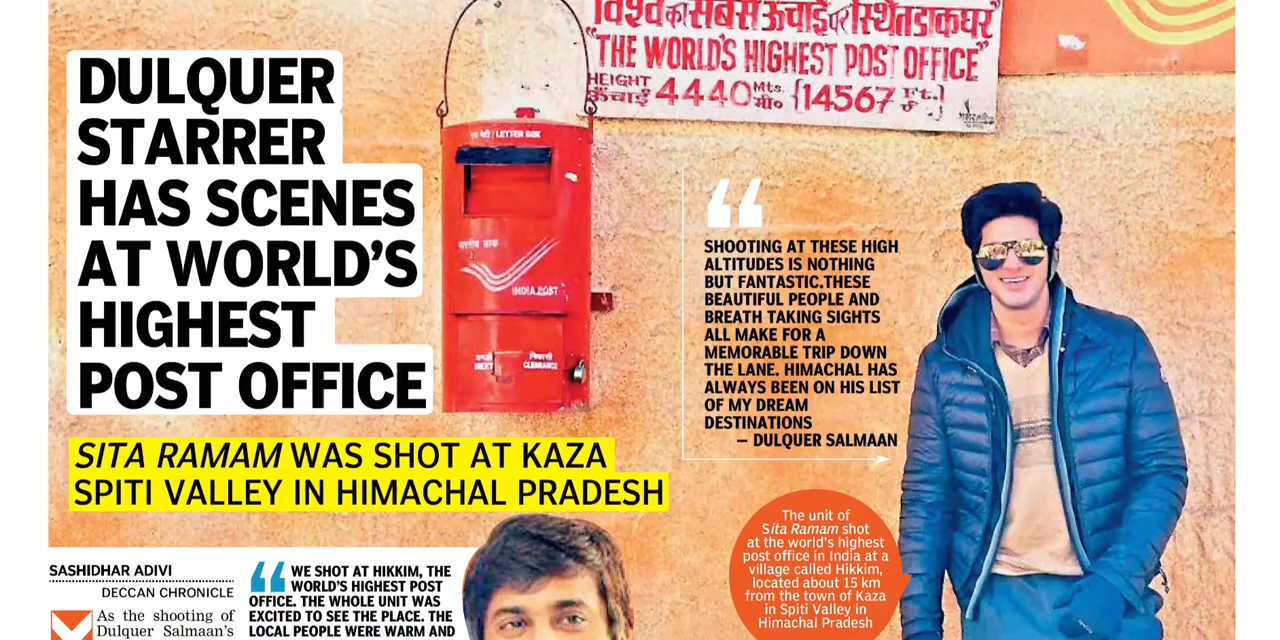 विश्व का सबसे ऊंचाई पर स्थित डाकघर
"THE WORLD'S HIGHEST POST OFFICE"
HEIGHT
ऊँचाई 4440 Mts. मी० {14567 Ft. फी.}
DULQUER
STARRER
HAS SCENES
AT WORLD'S
HIGHEST
POST OFFICE
LETTER BOX
भारतीय डाक
INDIA POST
NEXT
निकासी
CLEARANCE
SITA RAMAM WAS SHOT AT KAZA
SPITI VALLEY IN HIMACHAL PRADESH
"
SHOOTING AT THESE HIGH
ALTITUDES IS NOTHING
BUT FANTASTIC.THESE
BEAUTIFUL PEOPLE AND
BREATH TAKING SIGHTS
ALL MAKE FOR A
MEMORABLE TRIP DOWN
THE LANE. HIMACHAL HAS
ALWAYS BEEN ON HIS LIST
OF MY DREAM
DESTINATIONS
– DULQUER SALMAAN
The unit of
Sita Ramam shot
at the world's highest
post office in India at a
village called Hikkim,
located about 15 km
from the town of Kaza
in Spiti Valley in
Himachal Pradesh
SASHIDHAR ADIVI
DECCAN CHRONICLE
As the shooting of
Dulquer Salmaan's
" WE SHOT AT HIKKIM, THE
WORLD'S HIGHEST POST
OFFICE. THE WHOLE UNIT WAS
EXCITED TO SEE THE PLACE. THE
LOCAL PEOPLE WERE WARM AND